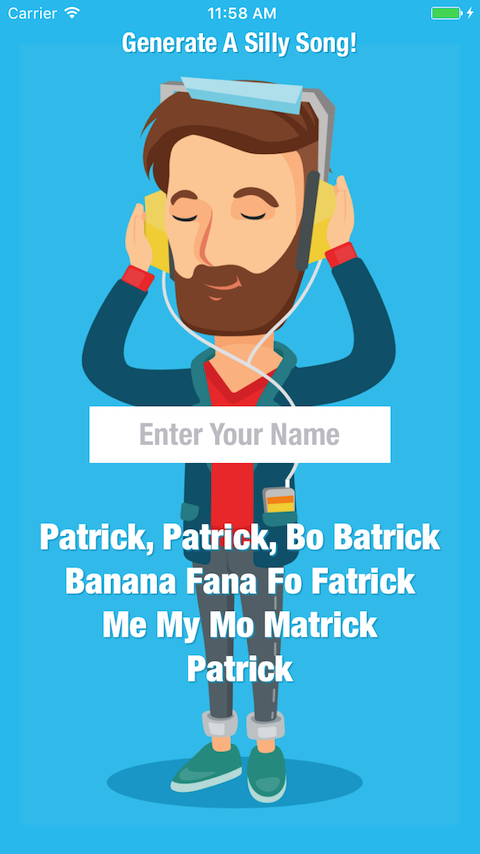 Carrier 11:58 AM
Generate A Silly Song!
Enter Your Name
Patrick, Patrick, Bo Batrick
Banana Fana Fo Fatrick
Me My Mo Matrick
Patrick